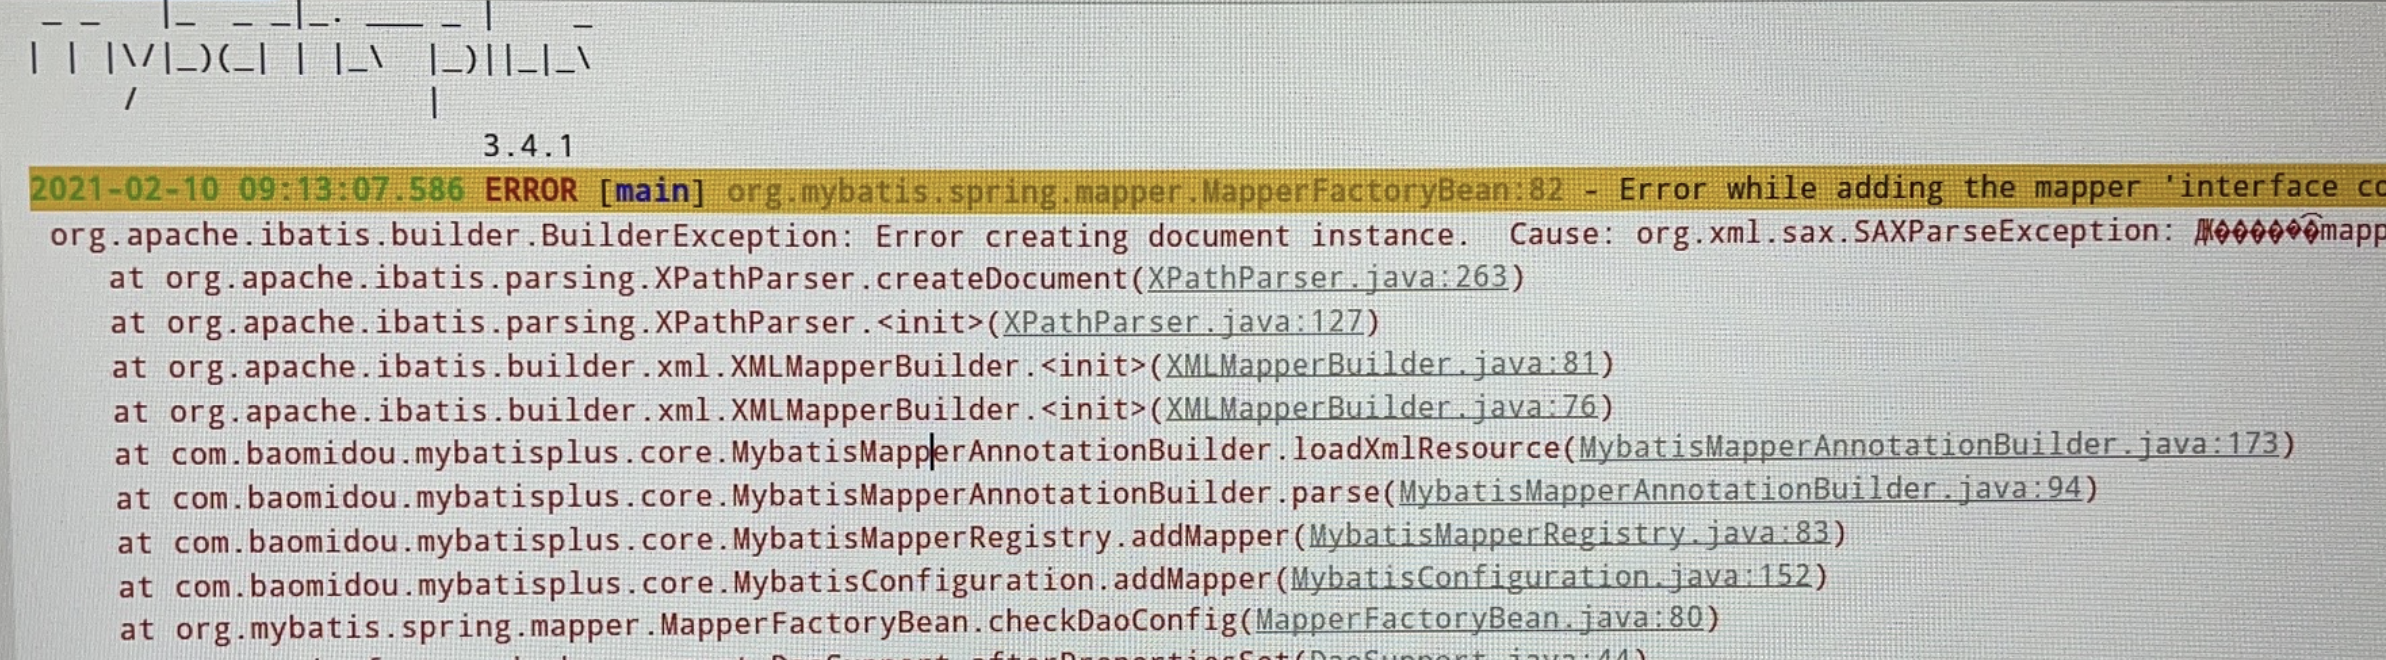 3.4.1
2021-02-10 09:13:07.586 ERROR [main] org.mybatis.spring.mapper.MapperFactoryBean:82 - Error while adding the mapper 'interface co
org.apache.ibatis.builder.BuilderException: Error creating document instance.  Cause: org.xml.sax.SAXParseException: ������mapp
at org.apache.ibatis.parsing.XPathParser.createDocument(XPathParser.java:263)
at org.apache.ibatis.parsing.XPathParser.<init>(XPathParser.java:127)
at org.apache.ibatis.builder.xml.XMLMapperBuilder.<init>(XMLMapperBuilder.java:81)
at org.apache.ibatis.builder.xml.XMLMapperBuilder.<init>(XMLMapperBuilder.java:76)
at com.baomidou.mybatisplus.core.MybatisMapperAnnotationBuilder.loadXmlResource(MybatisMapperAnnotationBuilder.java:173)
at com.baomidou.mybatisplus.core.MybatisMapperAnnotationBuilder.parse(MybatisMapperAnnotationBuilder.java:94)
at com.baomidou.mybatisplus.core.MybatisMapperRegistry.addMapper(MybatisMapperRegistry.java:83)
at com.baomidou.mybatisplus.core.MybatisConfiguration.addMapper(MybatisConfiguration.java:152)
at org.mybatis.spring.mapper.MapperFactoryBean.checkDaoConfig(MapperFactoryBean.java:80)